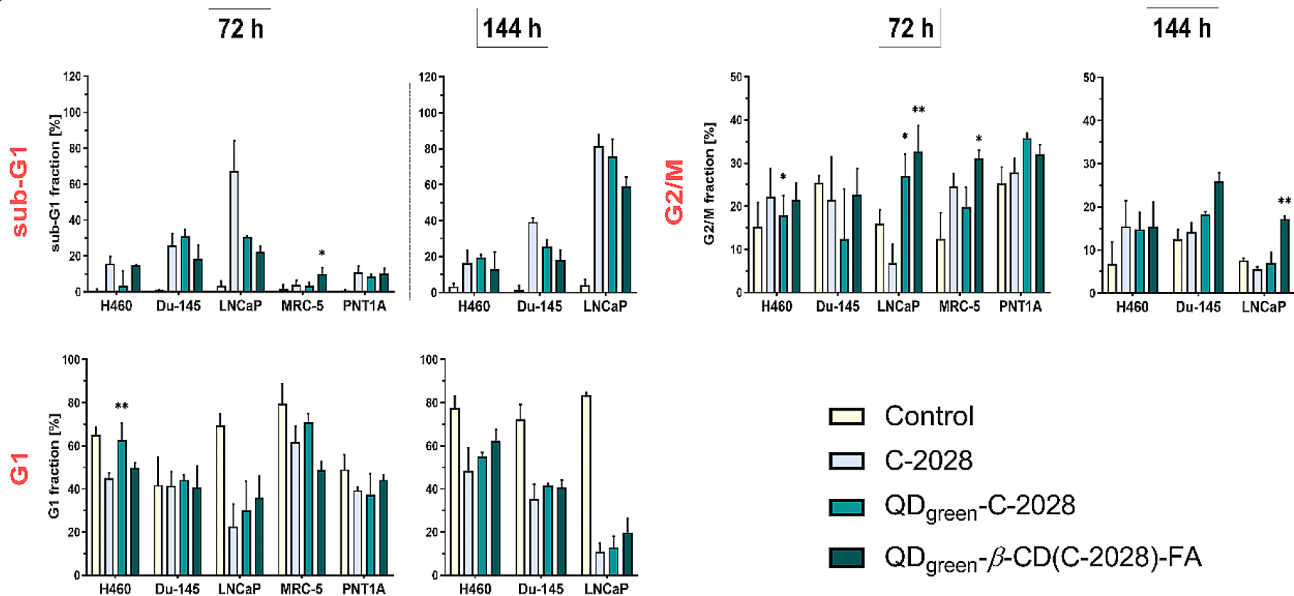 72 h
144 h
72 h
144 h
sub-G1
sub-G1 fraction [%]
120
100
80
60
40
20
0
*
H460 Du-145 LNCaP MRC-5 PNT1A
120
100
80
60
40
20
0
H460 Du-145 LNCaP
G2/M
G2/M fraction [%]
50
40
30
20
10
0
* * ** *
H460 Du-145 LNCaP MRC-5 PNT1A
50
40
30
20
10
0
**
H460 Du-145 LNCaP
G1
G1 fraction [%]
100
80
60
40
20
0
**
H460 Du-145 LNCaP MRC-5 PNT1A
100
80
60
40
20
0
H460 Du-145 LNCaP
Control
C-2028
QDgreen-C-2028
QDgreen-β-CD(C-2028)-FA